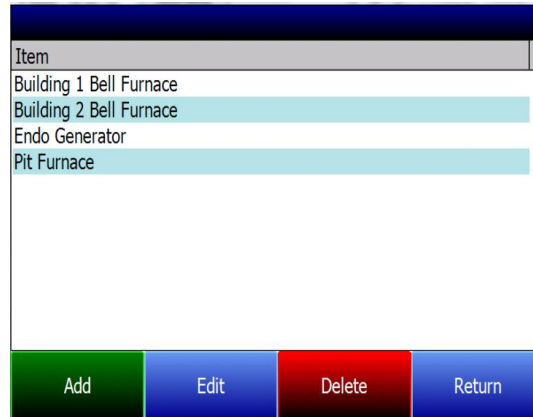 Item
Building 1 Bell Furnace
Building 2 Bell Furnace
Endo Generator
Pit Furnace
Add Edit Delete Return